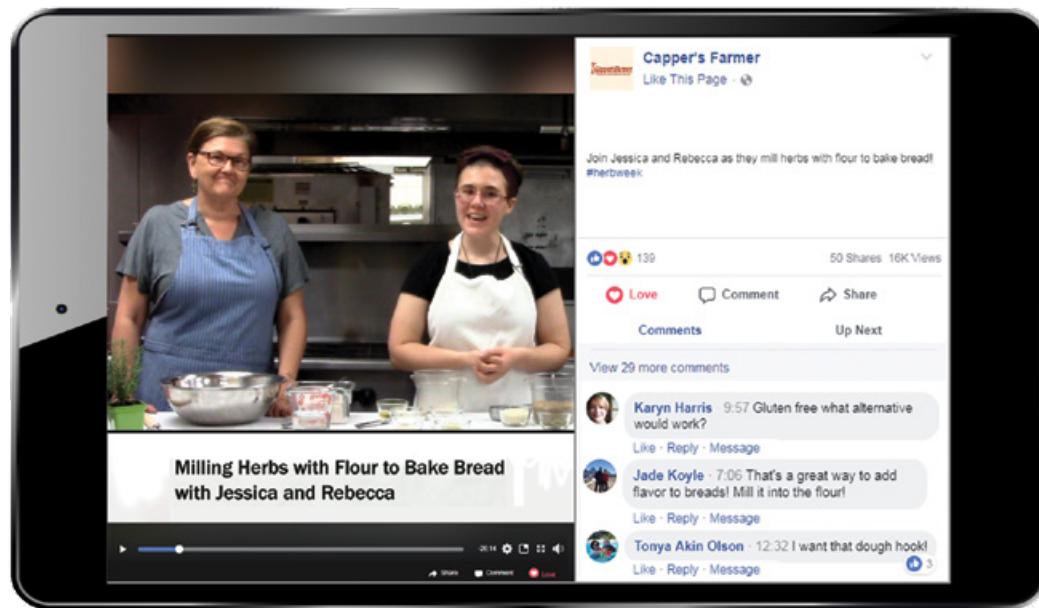 Capper's Farmer
Like This Page
Join Jessica and Rebecca as they mill herbs with flour to bake bread!
#herbweek
139
50 Shares 16K Views
Love
Comment
Share
Comments
Up Next
View 29 more comments
Karyn Harris · 9:57 Gluten free what alternative
would work?
Like · Reply · Message
Jade Koyle · 7:06 That's a great way to add
flavor to breads! Mill it into the flour!
Like · Reply · Message
Tonya Akin Olson · 12:32 I want that dough hook!
3
Like · Reply · Message
Milling Herbs with Flour to Bake Bread
with Jessica and Rebecca
-20:14
Share
Comment
Love